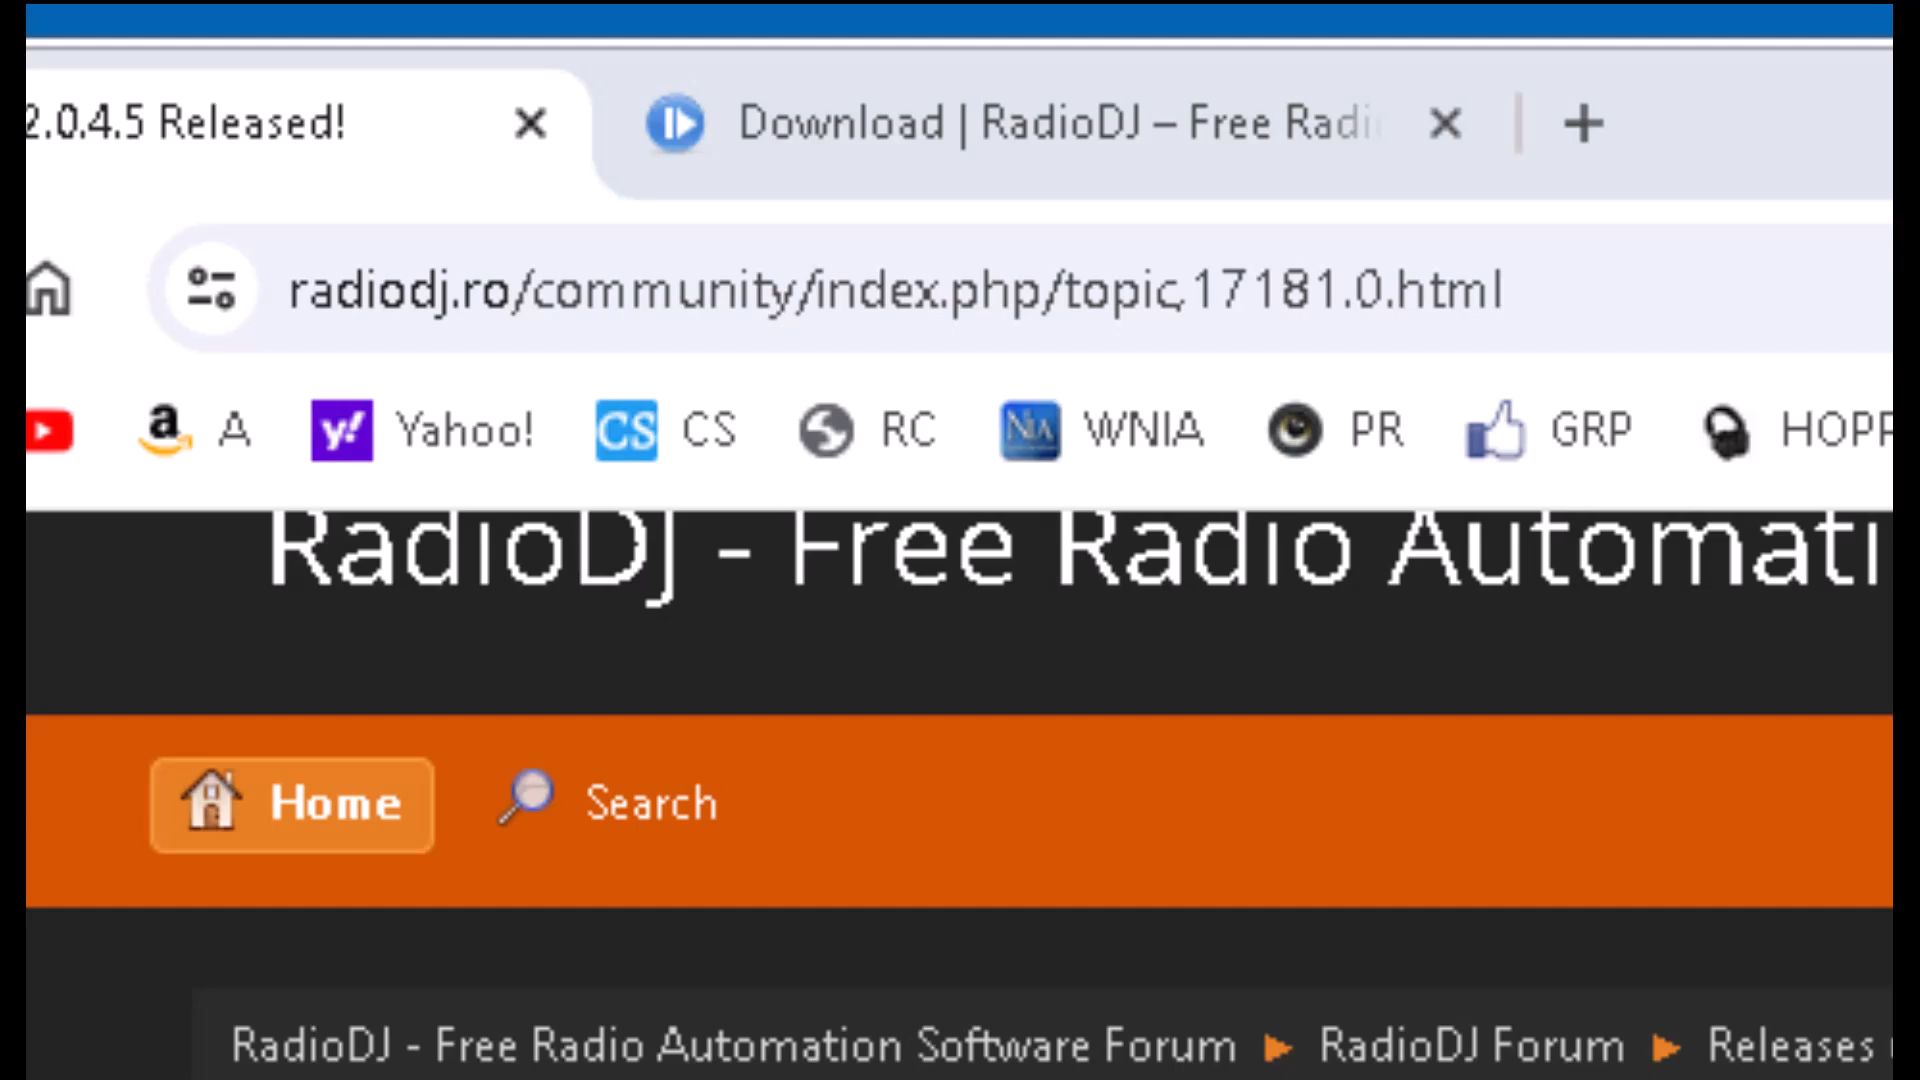 2.0.4.5 Released!
Download | RadioDJ – Free Radi
radiodj.ro/community/index.php/topic,17181.0.html
a A y! Yahoo! CS CS RC NIA WNIA PR GRP HOPP
RadioDJ - Free Radio Automati
Home Search
RadioDJ - Free Radio Automation Software Forum ► RadioDJ Forum ► Releases